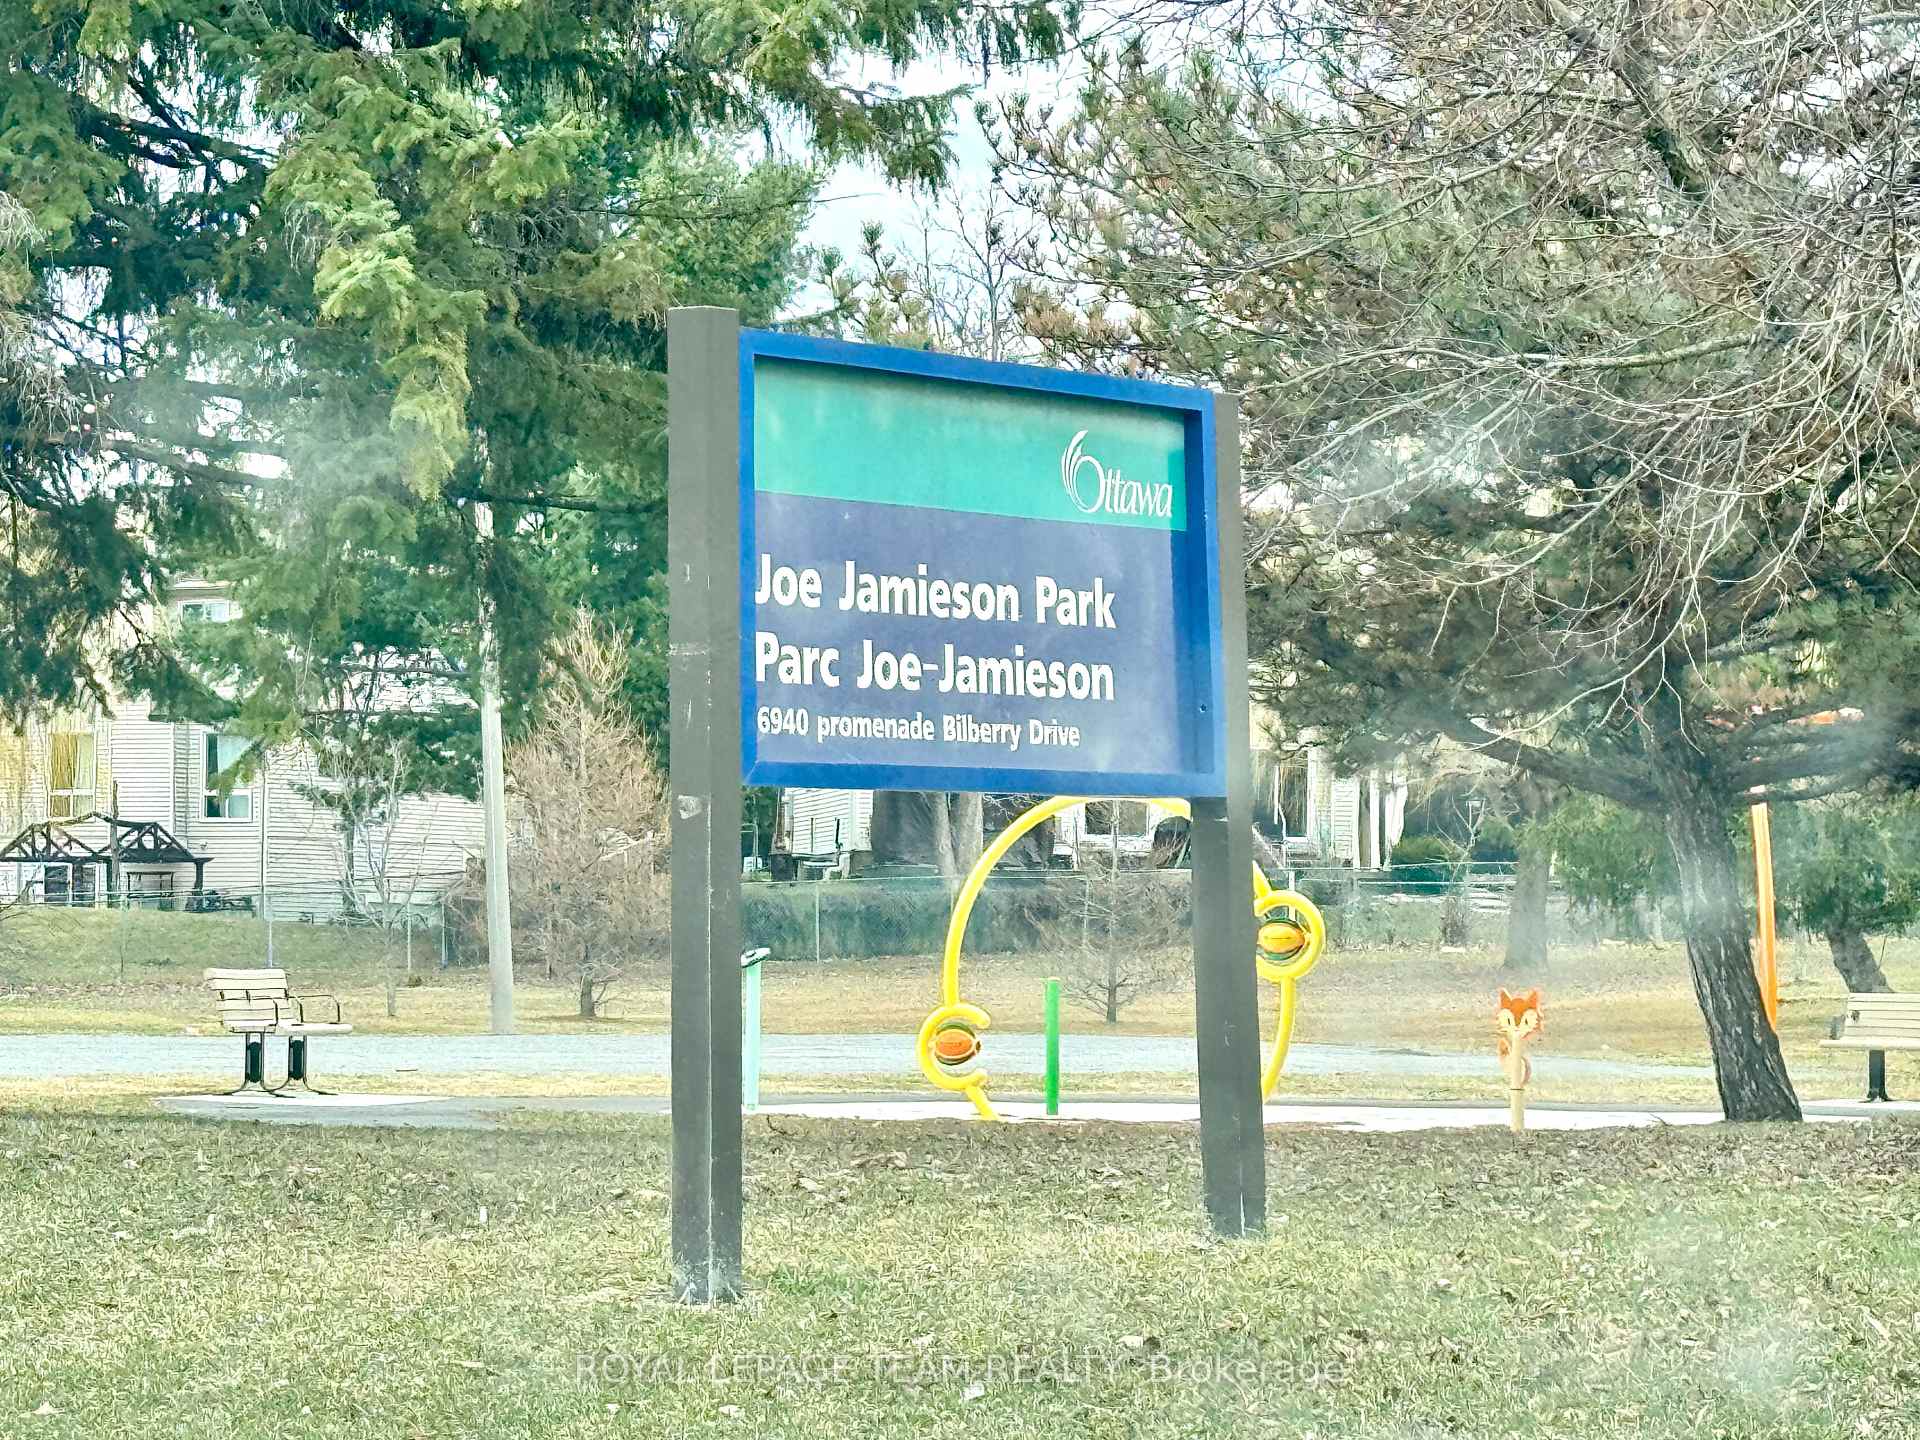 Ottawa
Joe Jamieson Park
Parc Joe-Jamieson
6940 promenade Bilberry Drive
ROYAL LEPAGE TEAM REALTY, Brokerage